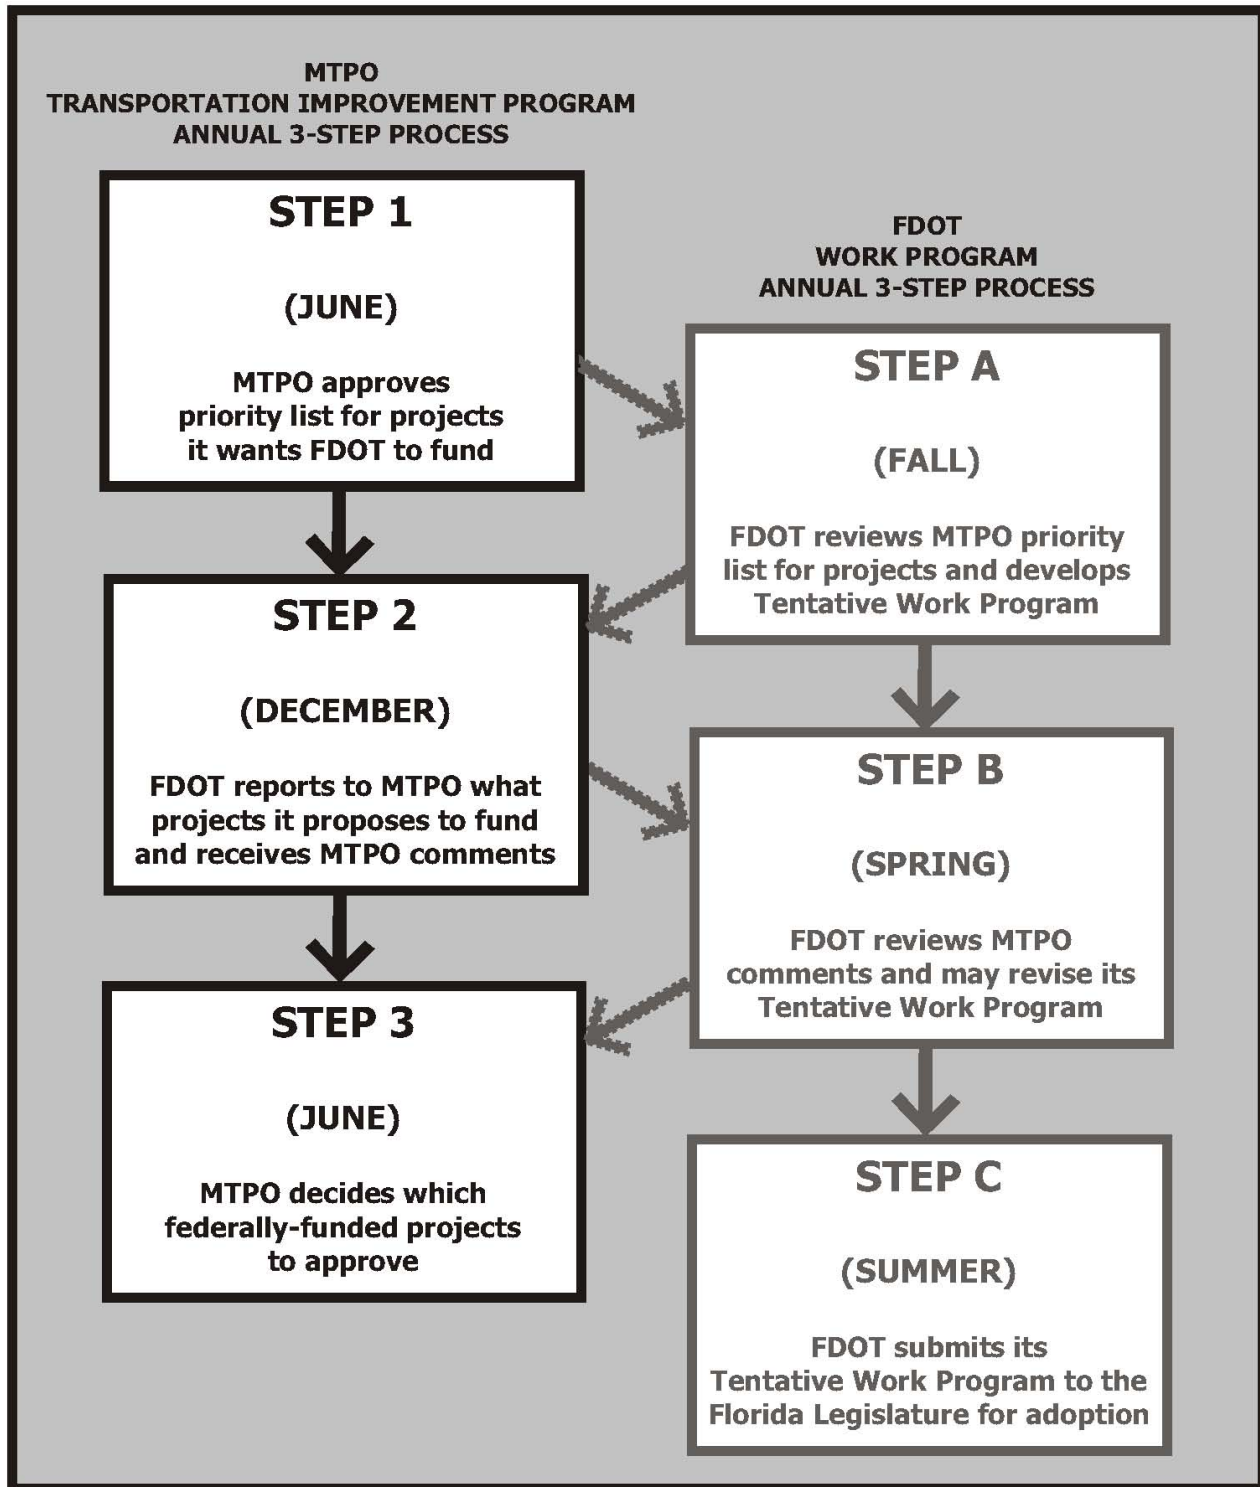 MTPO
TRANSPORTATION IMPROVEMENT PROGRAM
ANNUAL 3-STEP PROCESS
STEP 1
(JUNE)
MTPO approves
priority list for projects
it wants FDOT to fund
STEP 2
(DECEMBER)
FDOT reports to MTPO what
projects it proposes to fund
and receives MTPO comments
STEP 3
(JUNE)
MTPO decides which
federally-funded projects
to approve
FDOT
WORK PROGRAM
ANNUAL 3-STEP PROCESS
STEP A
(FALL)
FDOT reviews MTPO priority
list for projects and develops
Tentative Work Program
STEP B
(SPRING)
FDOT reviews MTPO
comments and may revise its
Tentative Work Program
STEP C
(SUMMER)
FDOT submits its
Tentative Work Program to the
Florida Legislature for adoption